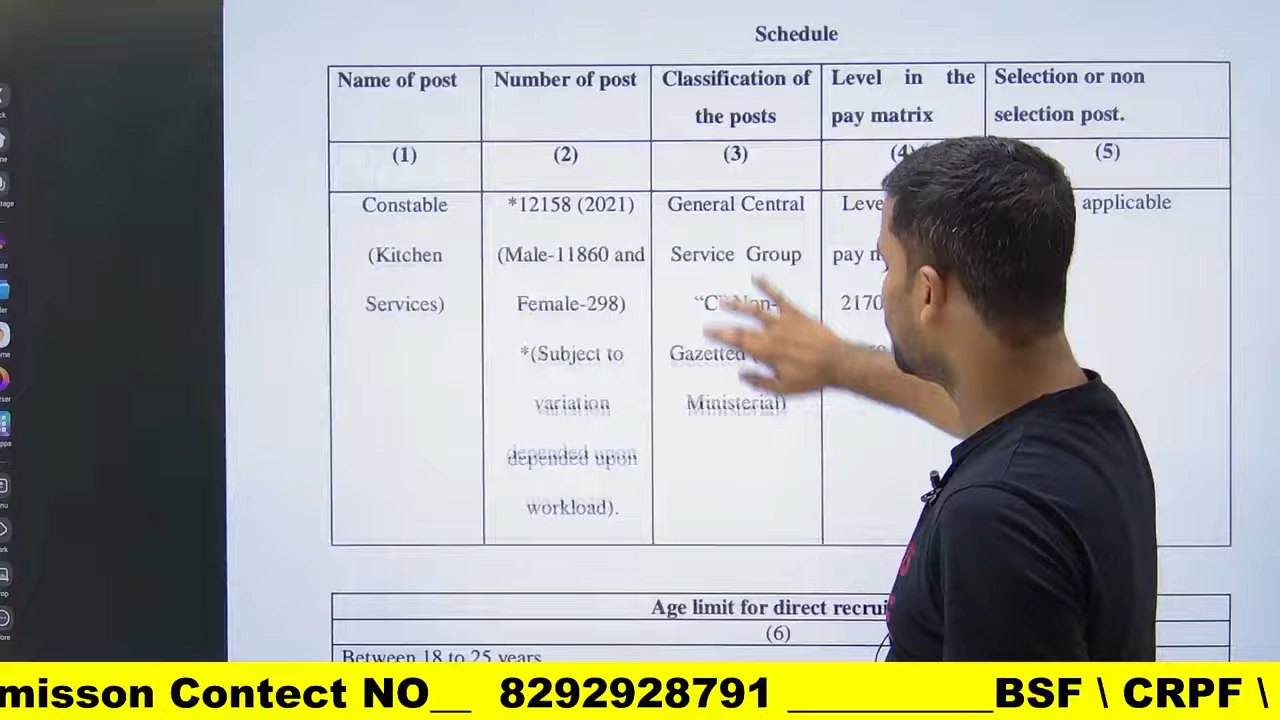 Schedule
Name of post
Number of post
Classification of the posts
Level in the pay matrix
Selection or non selection post.
(1)
(2)
(3)
(4)
(5)
Constable
(Kitchen
Services)
*12158 (2021)
(Male-11860 and
Female-298)
*(Subject to
variation
depended upon
workload).
General Central
Service Group
"C" Non-
Gazetted
Ministerial)
pay
applicable
Age limit for direct
(6)
Between 18 to 25 years
misson Contect NO__ 8292928791 __________BSF \ CRPF \